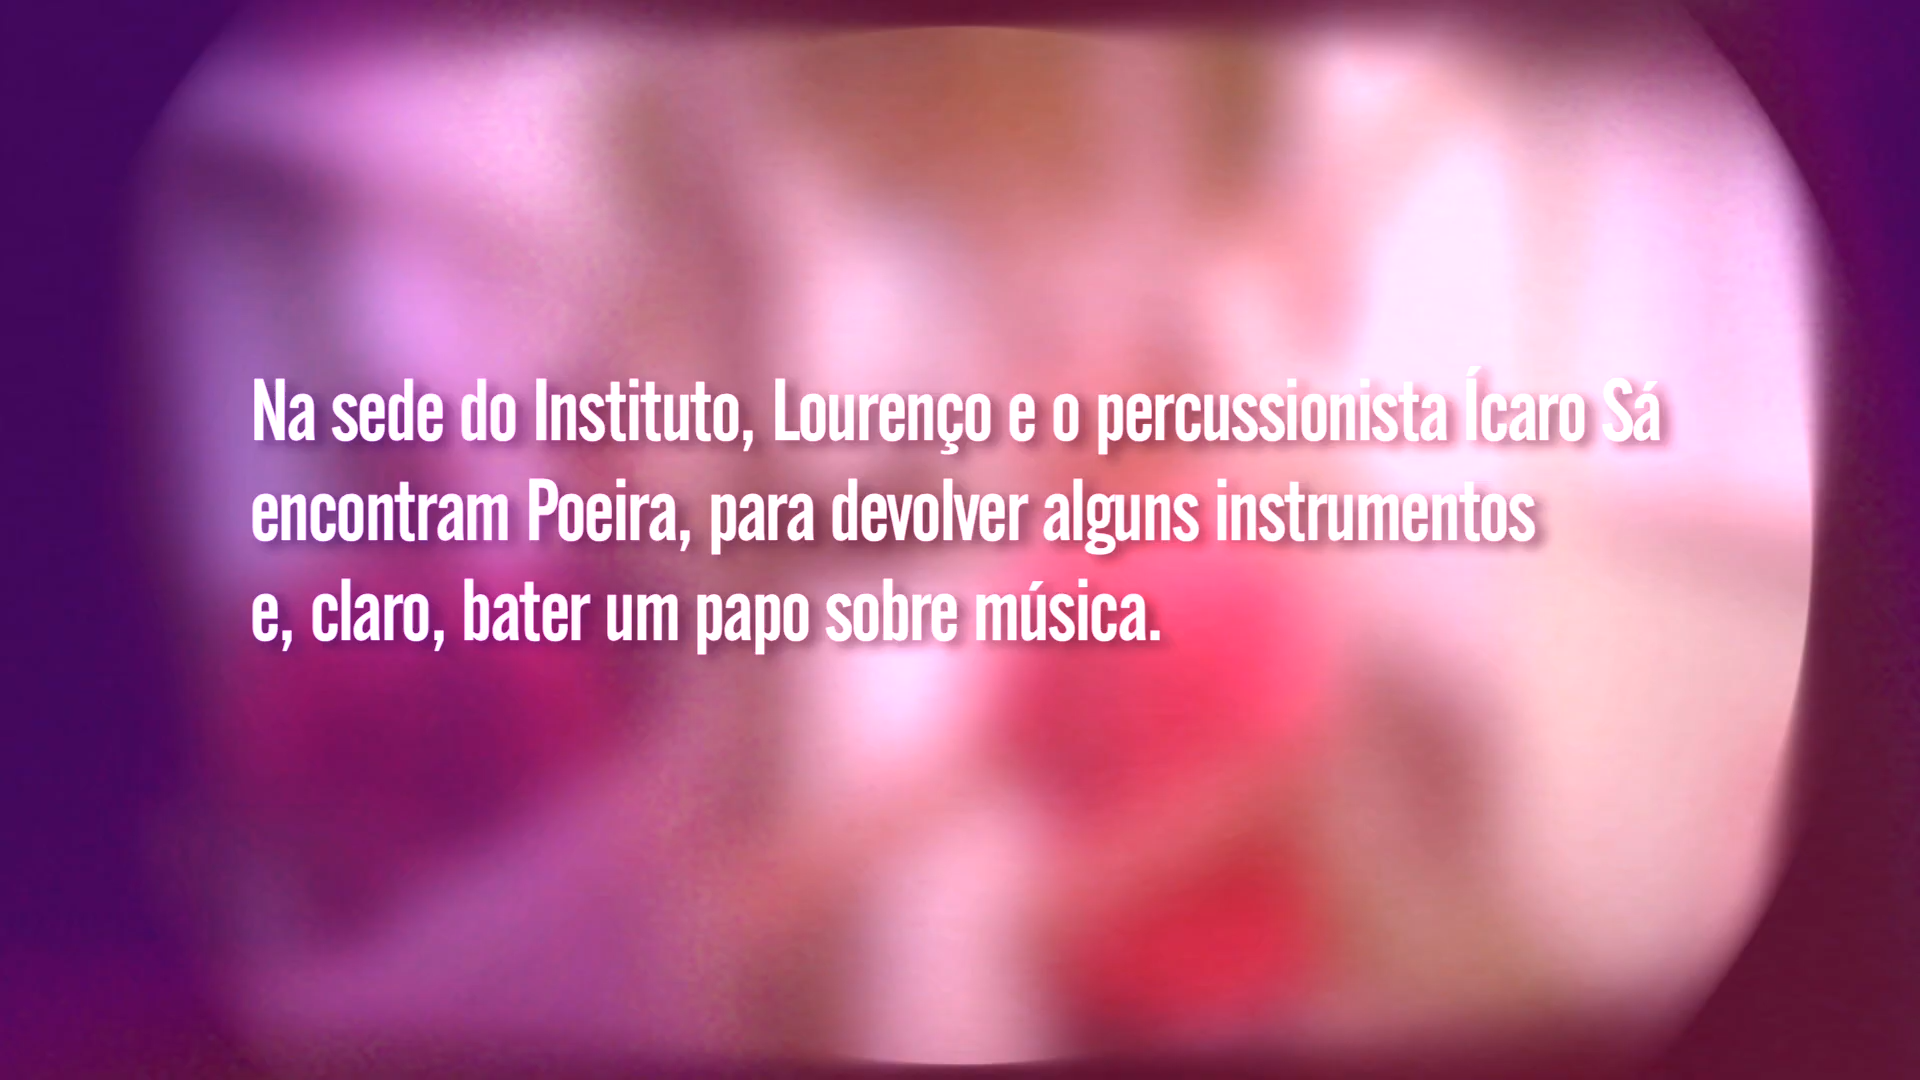 Na sede do Instituto, Lourenço e o percussionista Ícaro Sá
encontram Poeira, para devolver alguns instrumentos
e, claro, bater um papo sobre música.